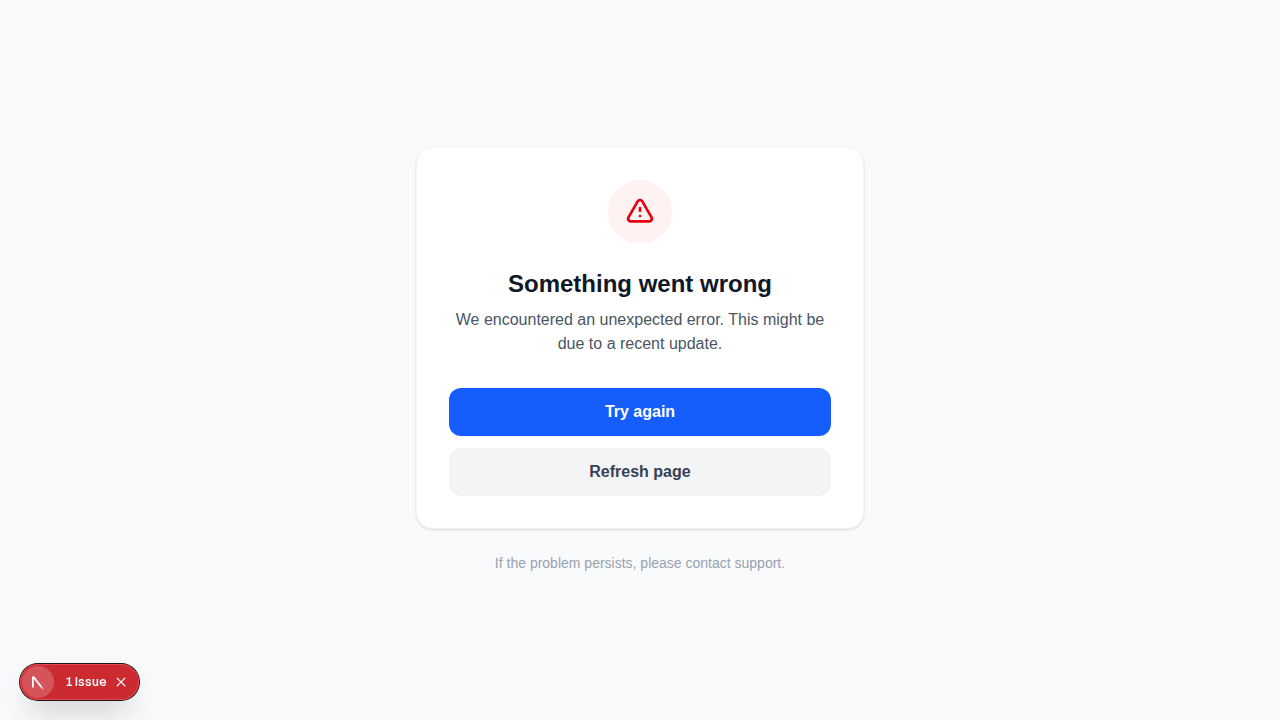 Something went wrong
We encountered an unexpected error. This might be
due to a recent update.
Try again
Refresh page
If the problem persists, please contact support.
1 Issue